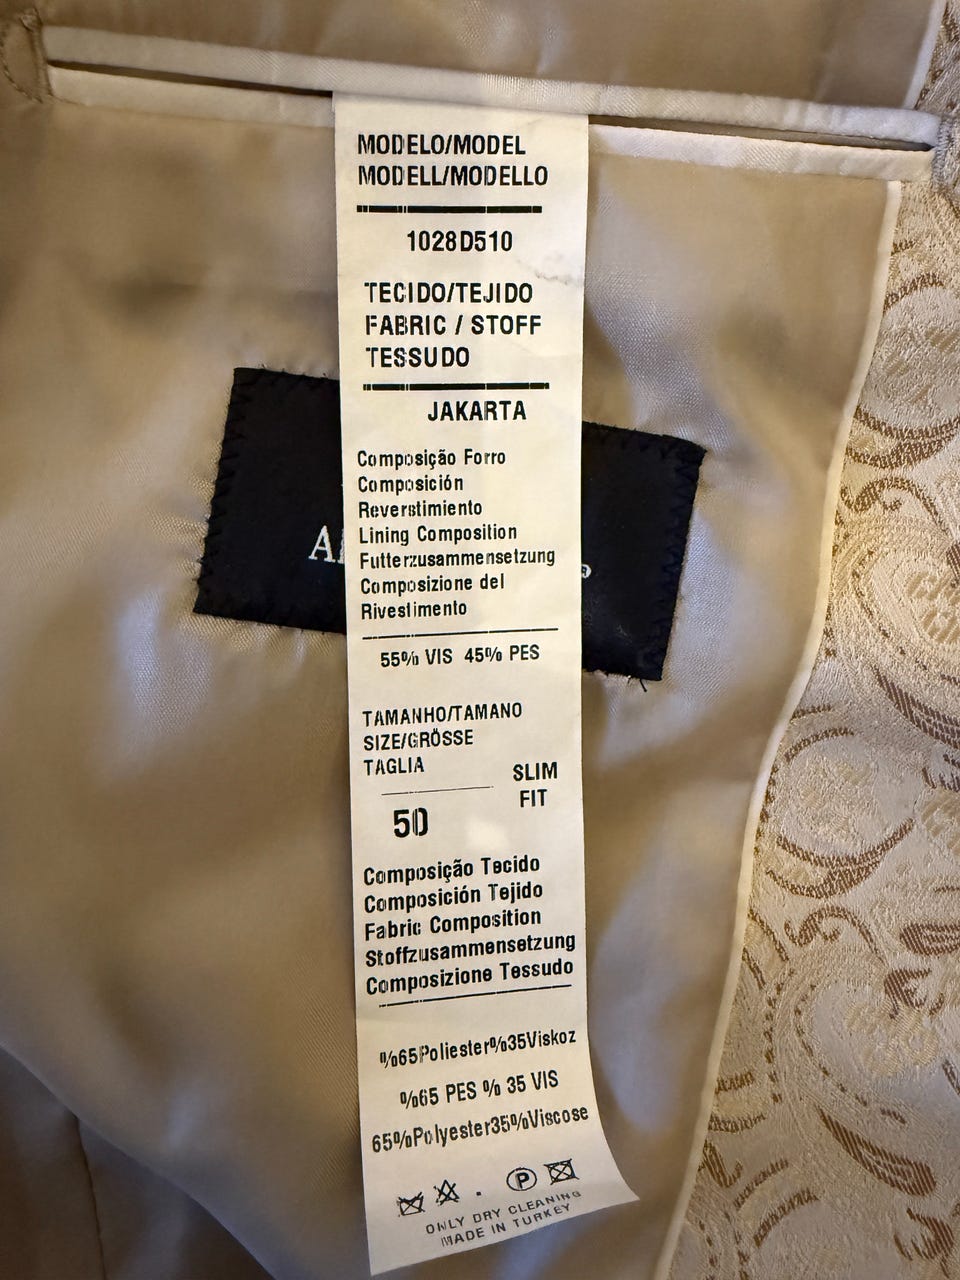 MODELO/MODEL
MODELL/MODELLO
1028D510
TECIDO/TEJIDO
FABRIC / STOFF
TESSUDO
JAKARTA
Composição Forro
Composición
Reverstimiento
Lining Composition
Futterzusammensetzung
Composizione del
Rivestimento
55% VIS 45% PES
TAMANHO/TAMANO
SIZE/GRÖSSE
TAGLIA
SLIM
FIT
50
Composição Tecido
Composición Tejido
Fabric Composition
Stoffzusammensetzung
Composizione Tessudo
%65Poliester%35Viskoz
%65 PES % 35 VIS
65%Polyester35%Viscose
P
ONLY DRY CLEANING
MADE IN TURKEY